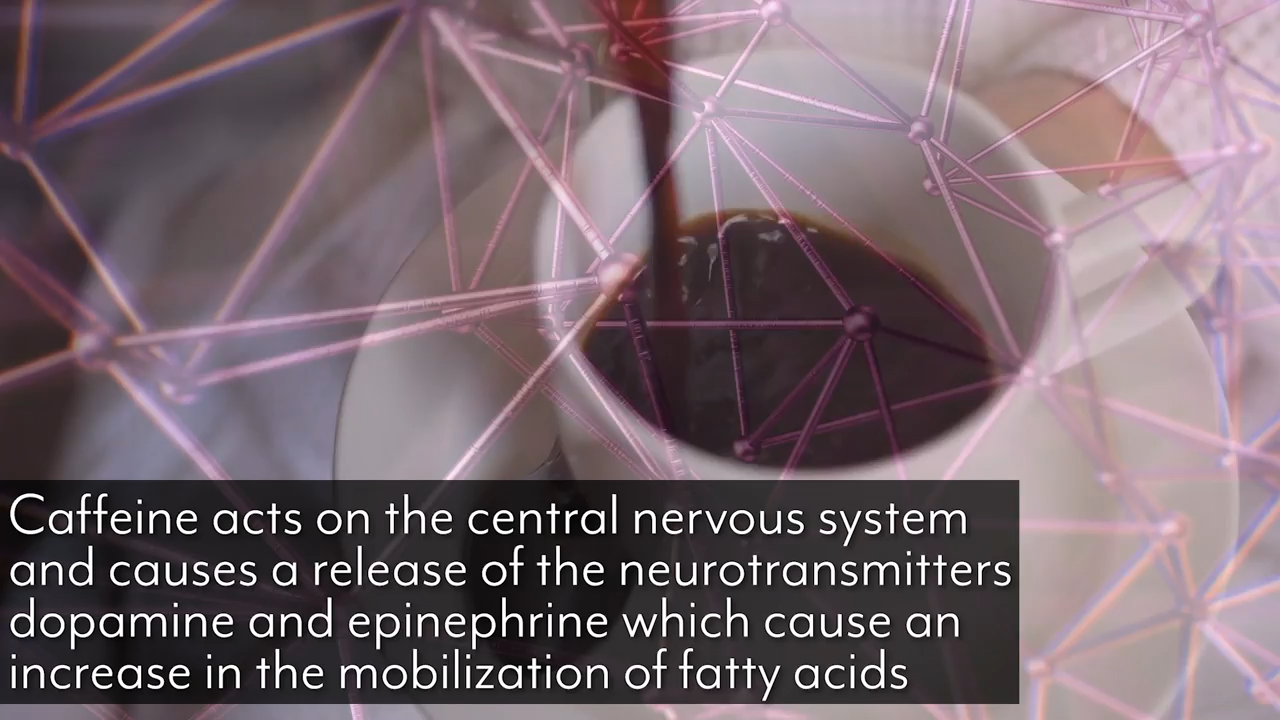 Caffeine acts on the central nervous system
and causes a release of the neurotransmitters
dopamine and epinephrine which cause an
increase in the mobilization of fatty acids